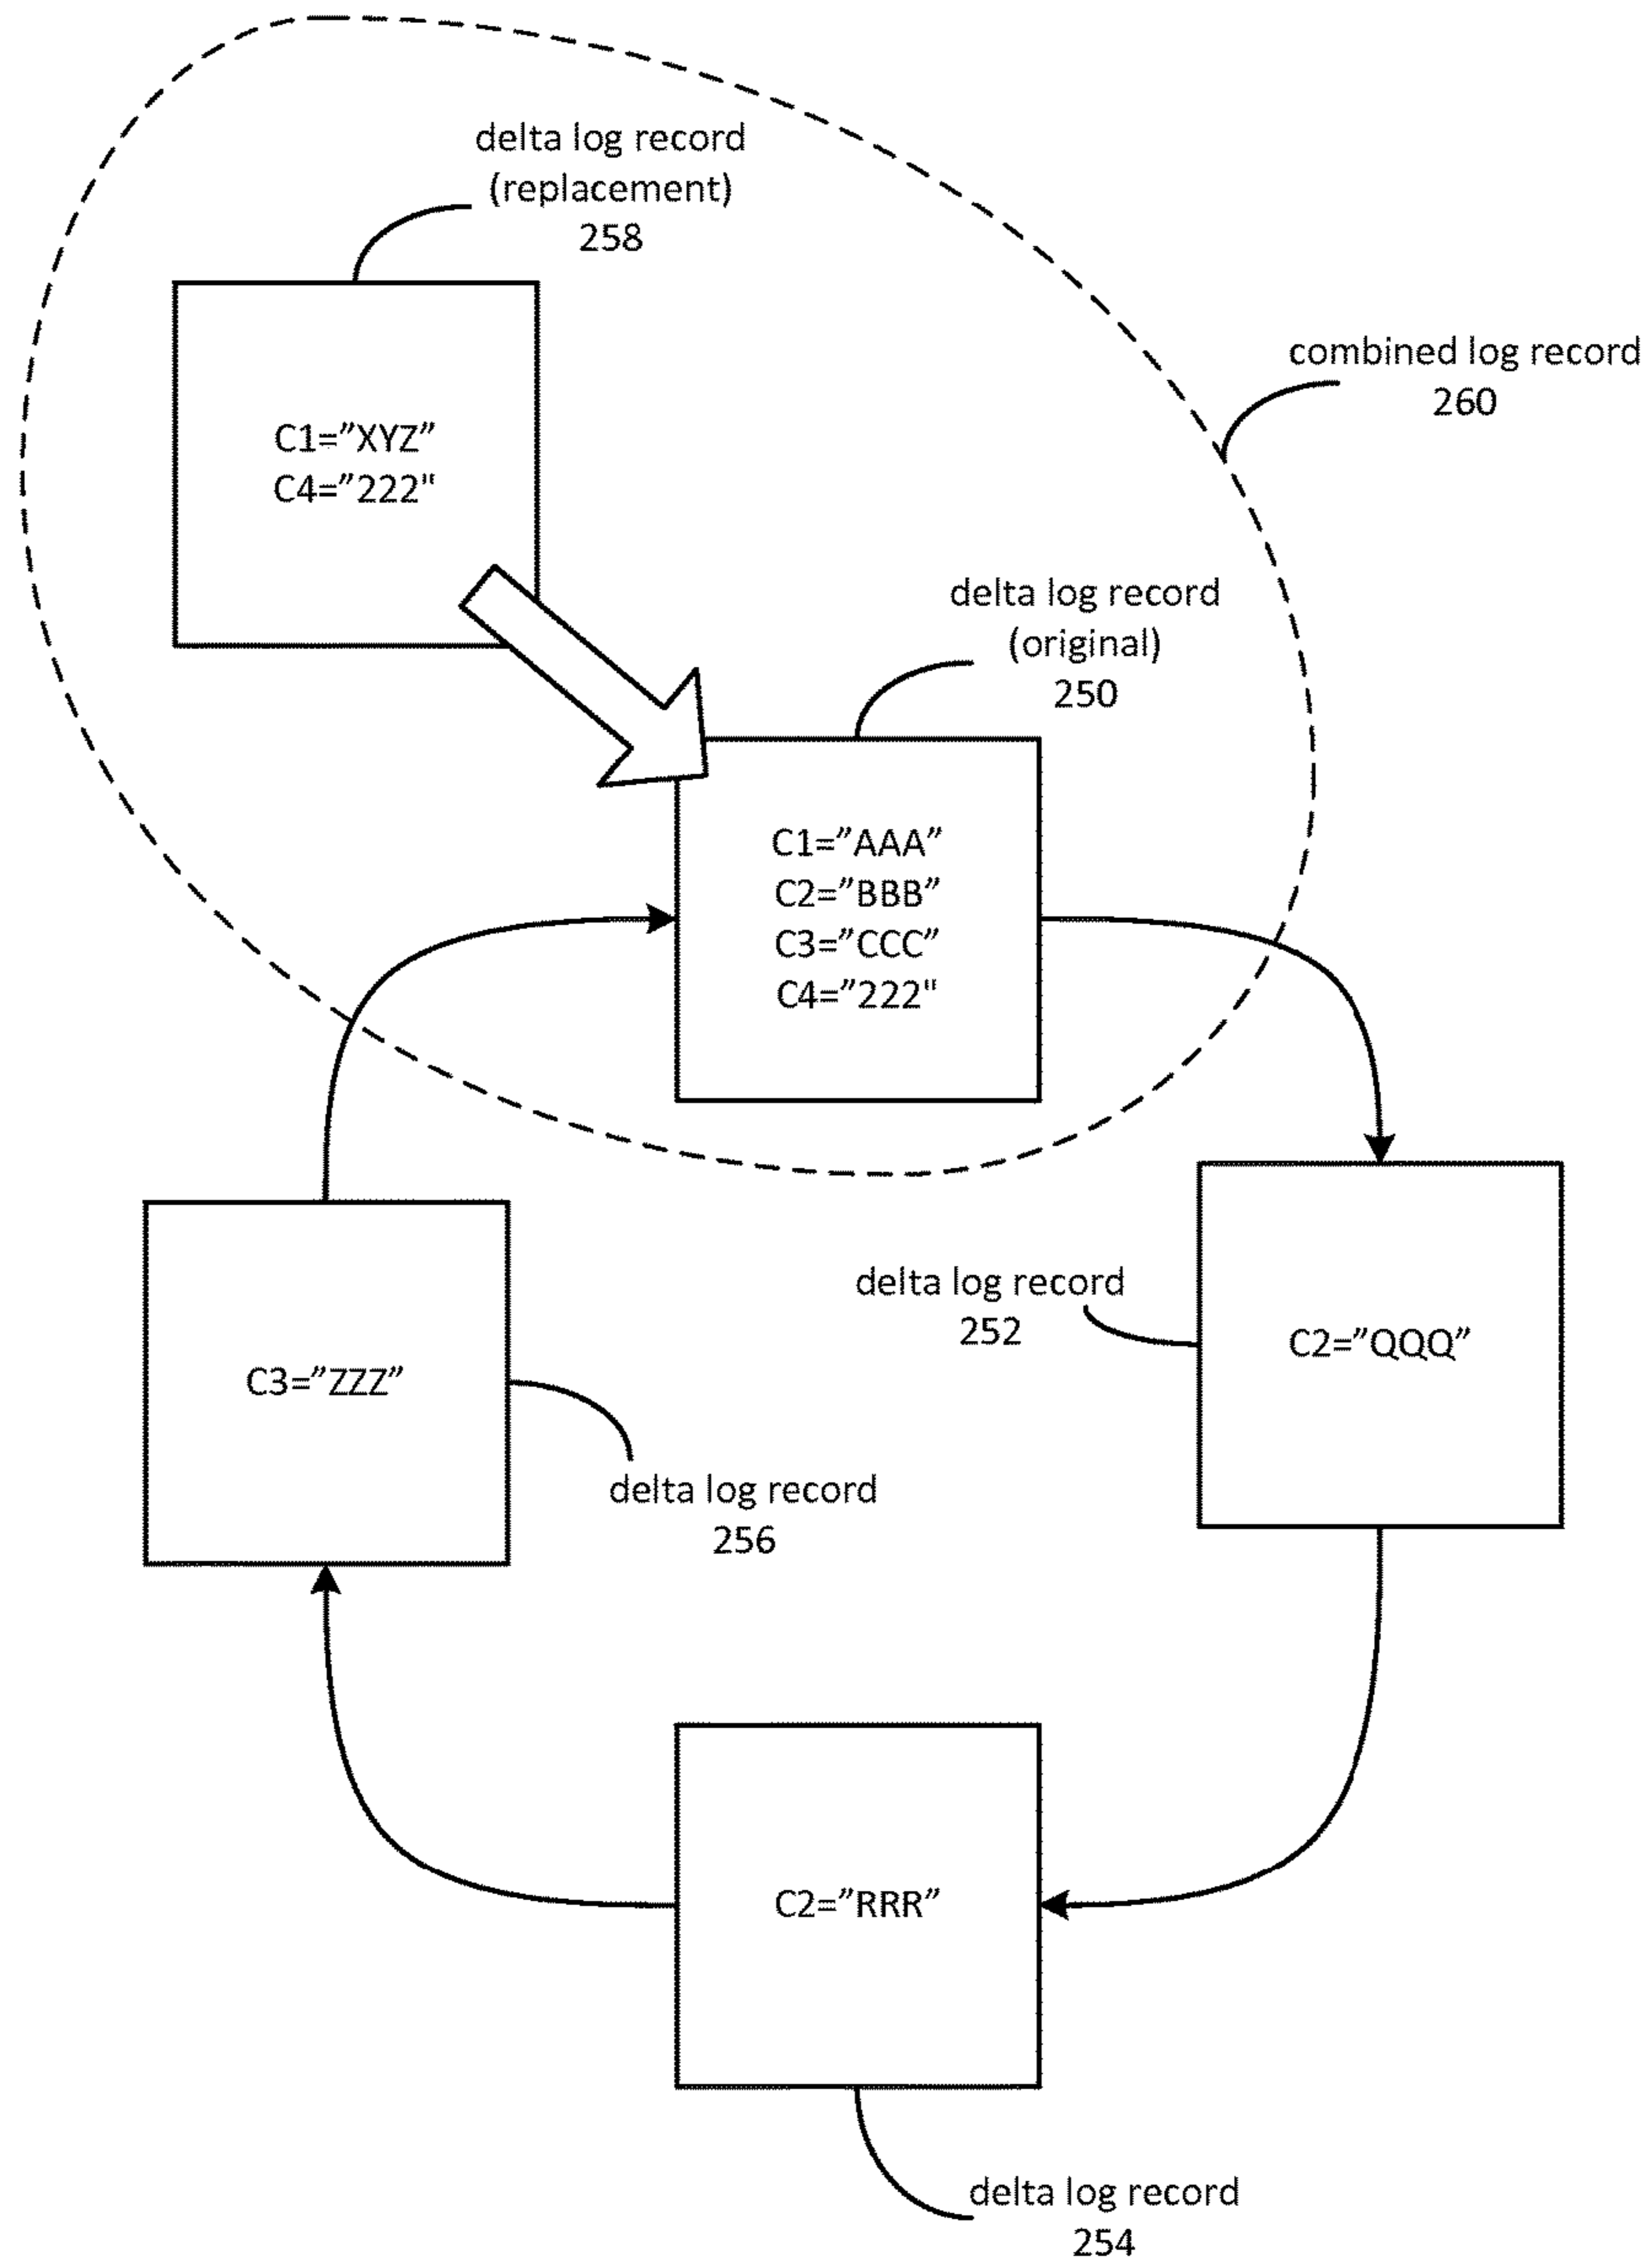 delta log record
(replacement)
258
combined log record
260
C1=”XYZ”
C4=”222"
delta log record
(original)
250
C1=”AAA”
C2=”BBB”
C3=”CCC”
C4=”222"
delta log record
252
C2=”QQQ”
C3=”ZZZ”
delta log record
256
C2=”RRR”
delta log record
254